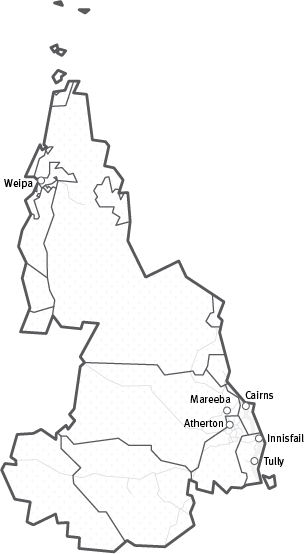 Weipa
Cairns
Mareeba
Atherton
Innisfail
Tully